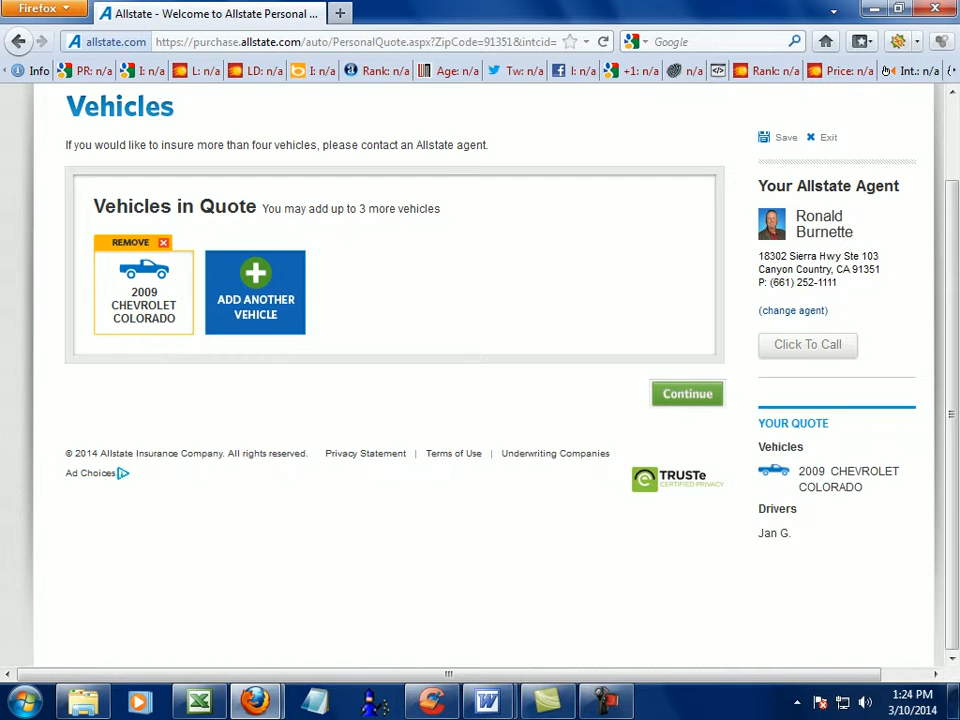 Firefox
Allstate - Welcome to Allstate Personal ...
allstate.com https://purchase.allstate.com/auto/PersonalQuote.aspx?ZipCode=91351&intcid= Google
Info PR: n/a I: n/a L: n/a LD: n/a I: n/a Rank: n/a Age: n/a Tw: n/a l: n/a +1: n/a n/a Rank: n/a Price: n/a Int.: n/a
Vehicles
If you would like to insure more than four vehicles, please contact an Allstate agent.
Save Exit
Vehicles in Quote You may add up to 3 more vehicles
REMOVE
2009
CHEVROLET
COLORADO
ADD ANOTHER
VEHICLE
Continue
Your Allstate Agent
Ronald
Burnette
18302 Sierra Hwy Ste 103
Canyon Country, CA 91351
P: (661) 252-1111
(change agent)
Click To Call
YOUR QUOTE
Vehicles
2009 CHEVROLET
COLORADO
Drivers
Jan G.
© 2014 Allstate Insurance Company. All rights reserved. Privacy Statement | Terms of Use | Underwriting Companies
Ad Choices
TRUSTe
CERTIFIED PRIVACY
1:24 PM
3/10/2014